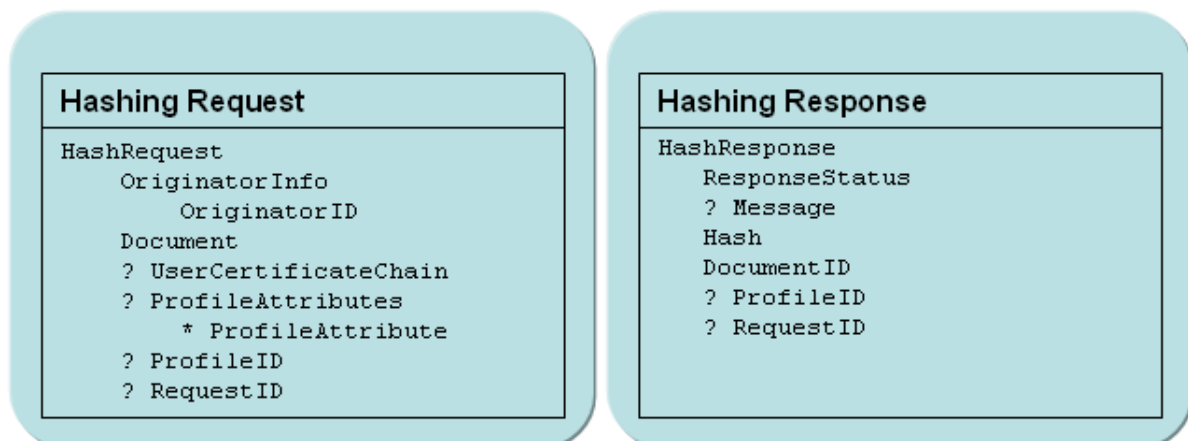 Hashing Request
HashRequest
OriginatorInfo
OriginatorID
Document
? UserCertificateChain
? ProfileAttributes
* ProfileAttribute
? ProfileID
? RequestID
Hashing Response
HashResponse
ResponseStatus
? Message
Hash
DocumentID
? ProfileID
? RequestID